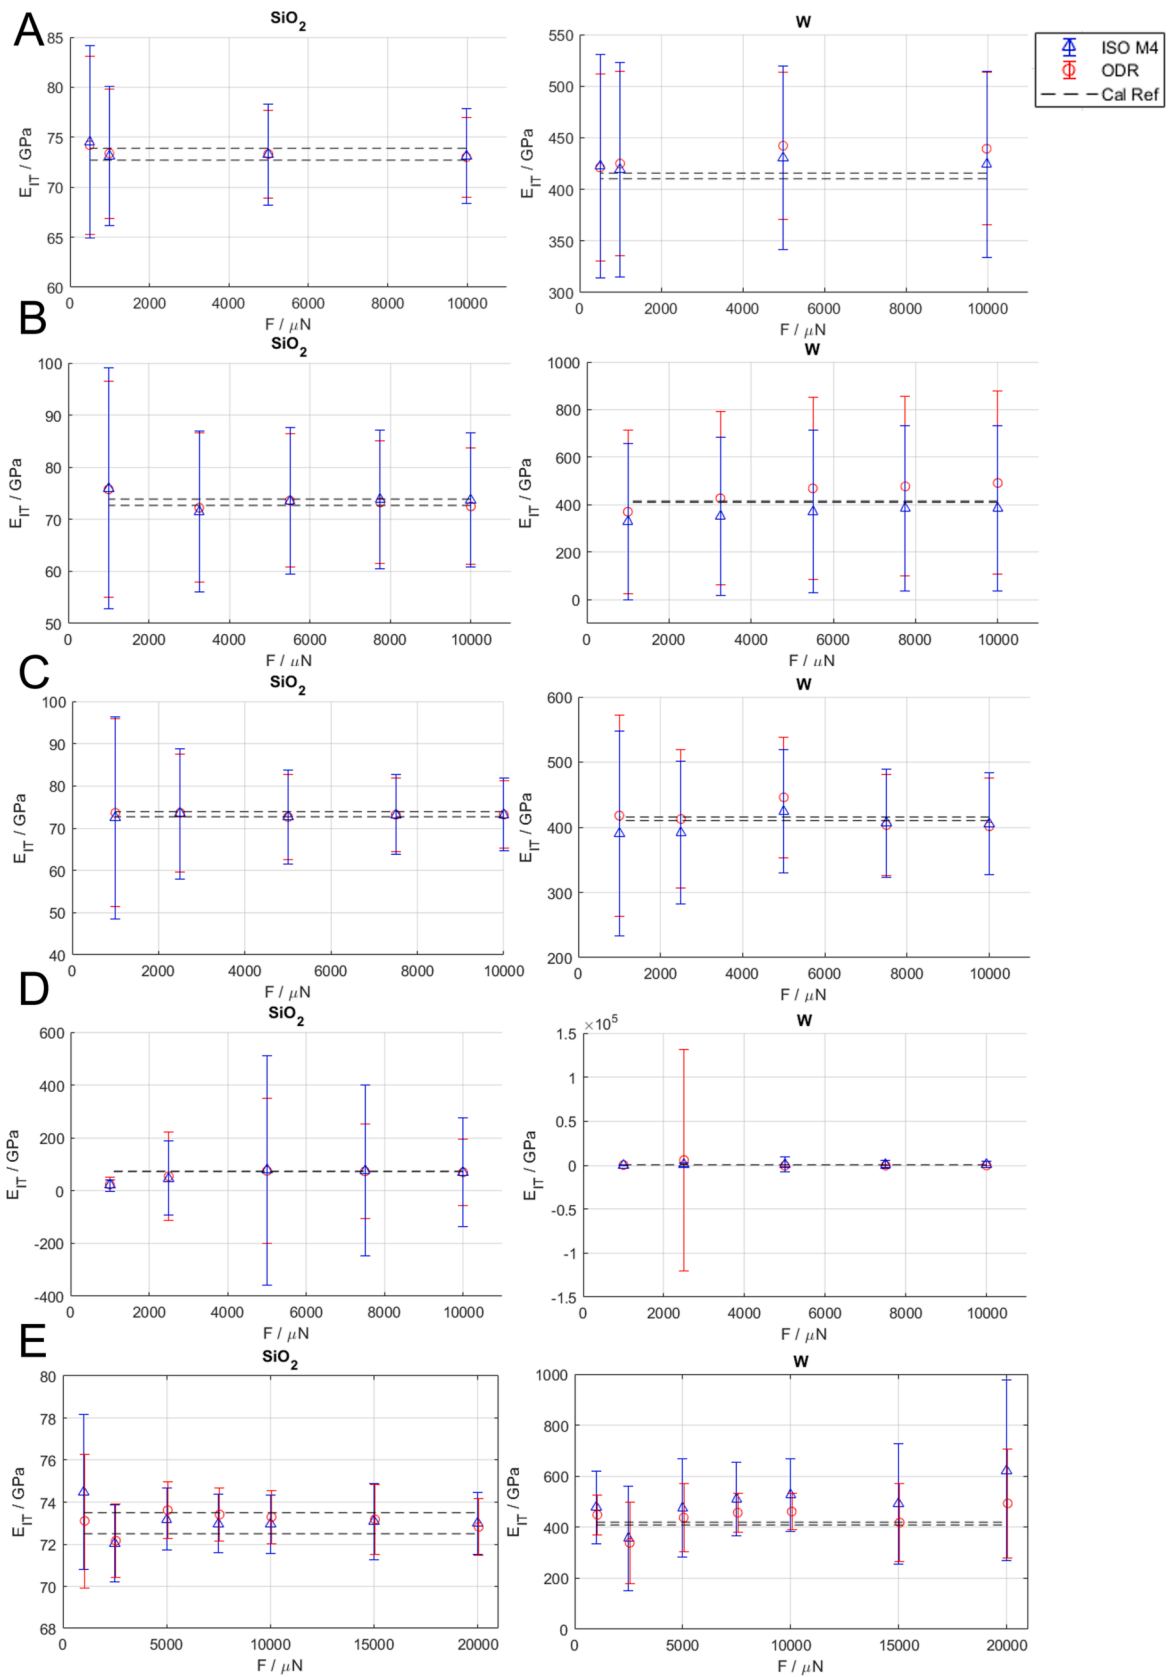 A
SiO2
W
ISO M4
ODR
Cal Ref
EIT / GPa
85
80
75
70
65
60
0 2000 4000 6000 8000 10000
F / μN
EIT / GPa
550
500
450
400
350
300
0 2000 4000 6000 8000 10000
F / μN
B
SiO2
W
EIT / GPa
100
90
80
70
60
50
0 2000 4000 6000 8000 10000
F / μN
EIT / GPa
1000
800
600
400
200
0
0 2000 4000 6000 8000 10000
F / μN
C
SiO2
W
EIT / GPa
100
90
80
70
60
50
40
0 2000 4000 6000 8000 10000
F / μN
EIT / GPa
600
500
400
300
200
0 2000 4000 6000 8000 10000
F / μN
D
SiO2
W
EIT / GPa
600
400
200
0
-200
-400
0 2000 4000 6000 8000 10000
F / μN
×10^5
EIT / GPa
1.5
1
0.5
0
-0.5
-1
-1.5
0 2000 4000 6000 8000 10000
F / μN
E
SiO2
W
EIT / GPa
80
78
76
74
72
70
68
0 5000 10000 15000 20000
F / μN
EIT / GPa
1000
800
600
400
200
0
0 5000 10000 15000 20000
F / μN